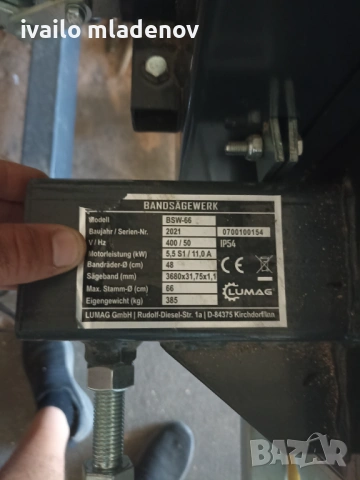 ivailo mladenov
BANDSÄGEWERK
Modell BSW-66
Baujahr / Serien-Nr. 2021 0700100154
V / Hz 400 / 50 IP54
Motorleistung (kW) 5,5 S1 / 11,0 A
Bandräder-Ø (cm) 48
Sägeband (mm) 3660x31,75x1,1
Max. Stamm-Ø (cm) 66
Eigengewicht (kg) 385
CE LUMAG
LUMAG GmbH | Rudolf-Diesel-Str. 1a | D-84375 Kirchdorf/Inn
BAZAR